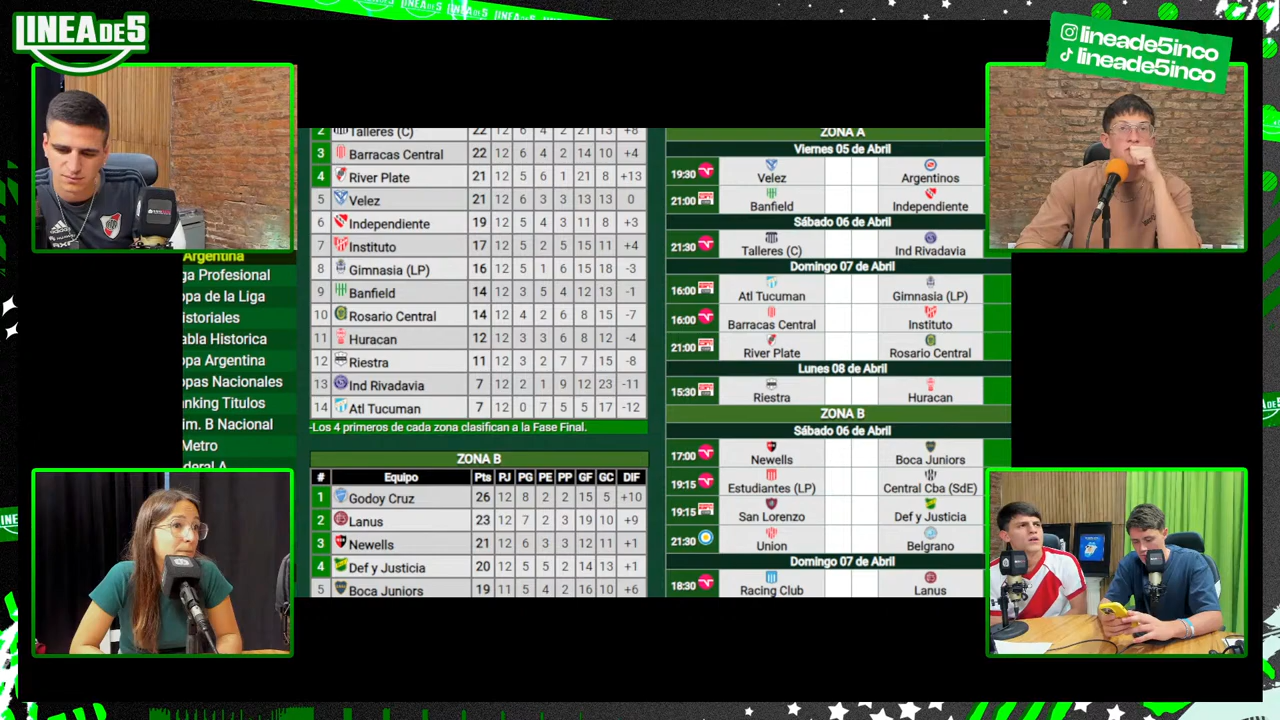 LINEADE5
lineade5inco
lineade5inco
Argentina
ga Profesional
opa de la Liga
istoriales
abla Historica
opa Argentina
opas Nacionales
nking Titulos
im. B Nacional
Metro
deral A
2 Talleres (C) 22 12 6 4 2 21 13 +8
3 Barracas Central 22 12 6 4 2 14 10 +4
4 River Plate 21 12 5 6 1 21 8 +13
5 Velez 21 12 6 3 3 13 13 0
6 Independiente 19 12 5 4 3 11 8 +3
7 Instituto 17 12 5 2 5 15 11 +4
8 Gimnasia (LP) 16 12 5 1 6 15 18 -3
9 Banfield 14 12 3 5 4 12 13 -1
10 Rosario Central 14 12 4 2 6 8 15 -7
11 Huracan 12 12 3 3 6 8 12 -4
12 Riestra 11 12 3 2 7 7 15 -8
13 Ind Rivadavia 7 12 2 1 9 12 23 -11
14 Atl Tucuman 7 12 0 7 5 5 17 -12
-Los 4 primeros de cada zona clasifican a la Fase Final.
ZONA B
# Equipo Pts PJ PG PE PP GF GC DIF
1 Godoy Cruz 26 12 8 2 2 15 5 +10
2 Lanus 23 12 7 2 3 19 10 +9
3 Newells 21 12 6 3 3 12 11 +1
4 Def y Justicia 20 12 5 5 2 14 13 +1
5 Boca Juniors 19 11 5 4 2 16 10 +6
ZONA A
Viernes 05 de Abril
19:30 Velez Argentinos
21:00 Banfield Independiente
Sábado 06 de Abril
21:30 Talleres (C) Ind Rivadavia
Domingo 07 de Abril
16:00 Atl Tucuman Gimnasia (LP)
16:00 Barracas Central Instituto
21:00 River Plate Rosario Central
Lunes 08 de Abril
15:30 Riestra Huracan
ZONA B
Sábado 06 de Abril
17:00 Newells Boca Juniors
19:15 Estudiantes (LP) Central Cba (SdE)
19:15 San Lorenzo Def y Justicia
21:30 Union Belgrano
Domingo 07 de Abril
18:30 Racing Club Lanus